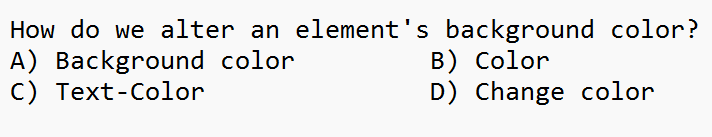 How do we alter an element's background color?
A) Background color B) Color
C) Text-Color D) Change color